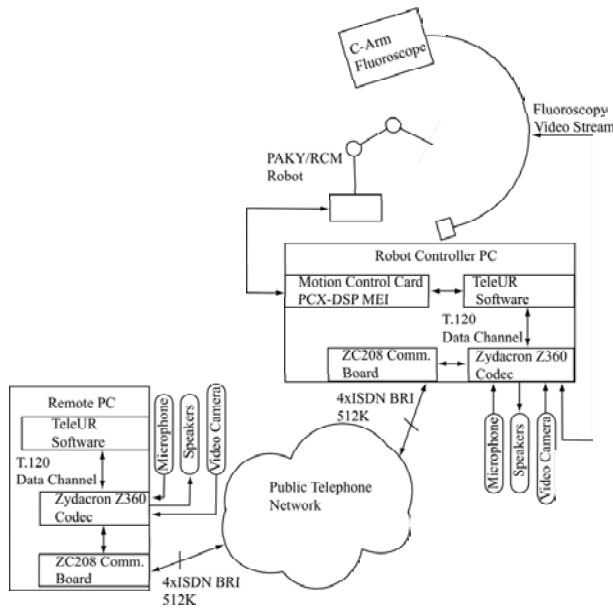 C-Arm
Fluoroscope
Fluoroscopy
Video Stream
PAKY/RCM
Robot
Robot Controller PC
Motion Control Card
PCX-DSP MEI
TeleUR
Software
T.120
Data Channel
ZC208 Comm.
Board
Zydacron Z360
Codec
4xISDN BRI
512K
Microphone
Speakers
Video Camera
Remote PC
TeleUR
Software
T.120
Data Channel
Zydacron Z360
Codec
ZC208 Comm.
Board
Microphone
Speakers
Video Camera
Public Telephone
Network
4xISDN BRI
512K